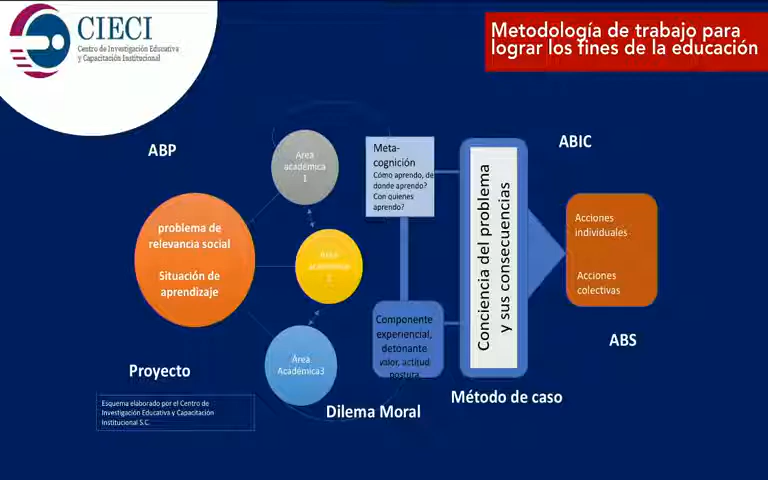 CIECI
Centro de Investigación Educativa
y Capacitación Institucional
Metodología de trabajo para
lograr los fines de la educación
ABP
ABIC
Área
académica
1
Meta-
cognición
Cómo aprendo, de
donde aprendo?
Con quienes
aprendo?
problema de
relevancia social
Situación de
aprendizaje
Área
académica
2
Conciencia del problema
y sus consecuencias
Acciones
individuales
Acciones
colectivas
Componente
experiencial,
detonante
valor, actitud
postura
ABS
Área
Académica3
Proyecto
Método de caso
Dilema Moral
Esquema elaborado por el Centro de
Investigación Educativa y Capacitación
Institucional S.C.